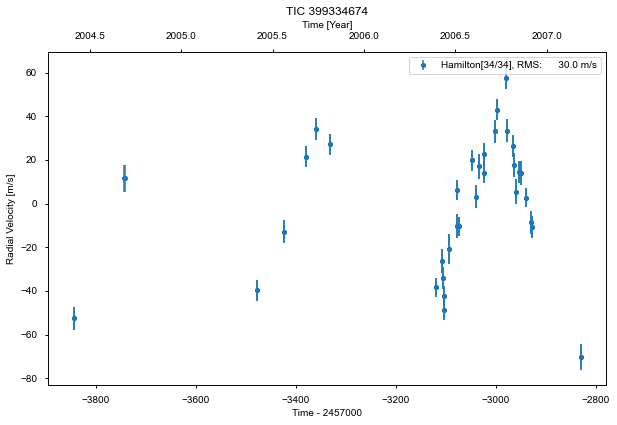 TIC 399334674
Time [Year]
2004.5 2005.0 2005.5 2006.0 2006.5 2007.0
Hamilton[34/34], RMS: 30.0 m/s
Radial Velocity [m/s]
60
40
20
0
−20
−40
−60
−80
−3800 −3600 −3400 −3200 −3000 −2800
Time - 2457000